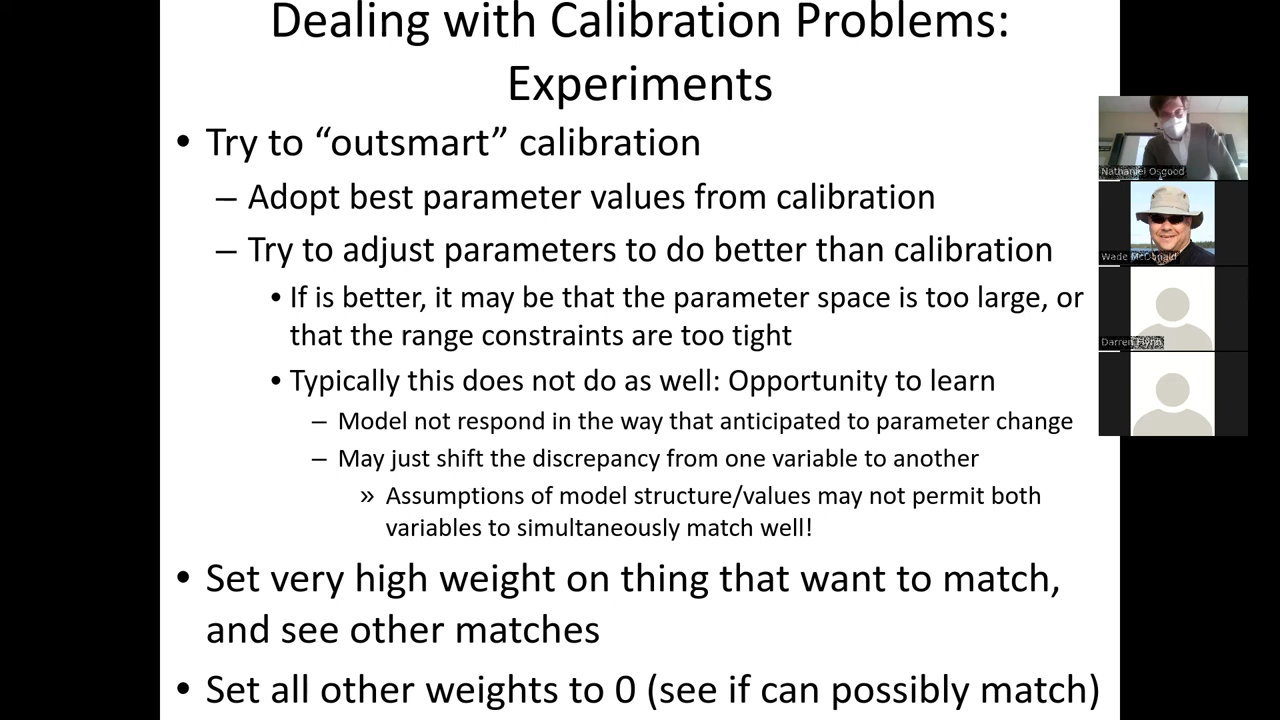 Dealing with Calibration Problems:
Experiments
• Try to “outsmart” calibration
– Adopt best parameter values from calibration
– Try to adjust parameters to do better than calibration
• If is better, it may be that the parameter space is too large, or
that the range constraints are too tight
• Typically this does not do as well: Opportunity to learn
– Model not respond in the way that anticipated to parameter change
– May just shift the discrepancy from one variable to another
» Assumptions of model structure/values may not permit both
variables to simultaneously match well!
• Set very high weight on thing that want to match,
and see other matches
• Set all other weights to 0 (see if can possibly match)
Nathaniel Osgood
Wade McDonald
Darren Flynn